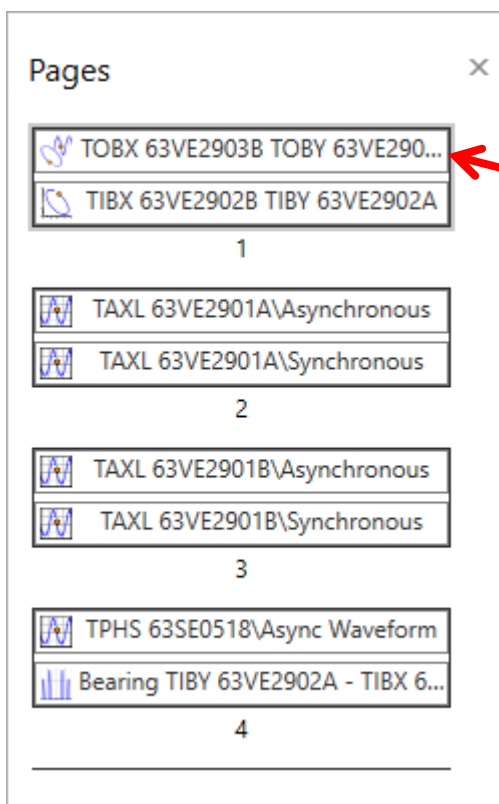 Pages
TOBX 63VE2903B TOBY 63VE290...
TIBX 63VE2902B TIBY 63VE2902A
1
TAXL 63VE2901A\Asynchronous
TAXL 63VE2901A\Synchronous
2
TAXL 63VE2901B\Asynchronous
TAXL 63VE2901B\Synchronous
3
TPHS 63SE0518\Async Waveform
Bearing TIBY 63VE2902A - TIBX 6...
4